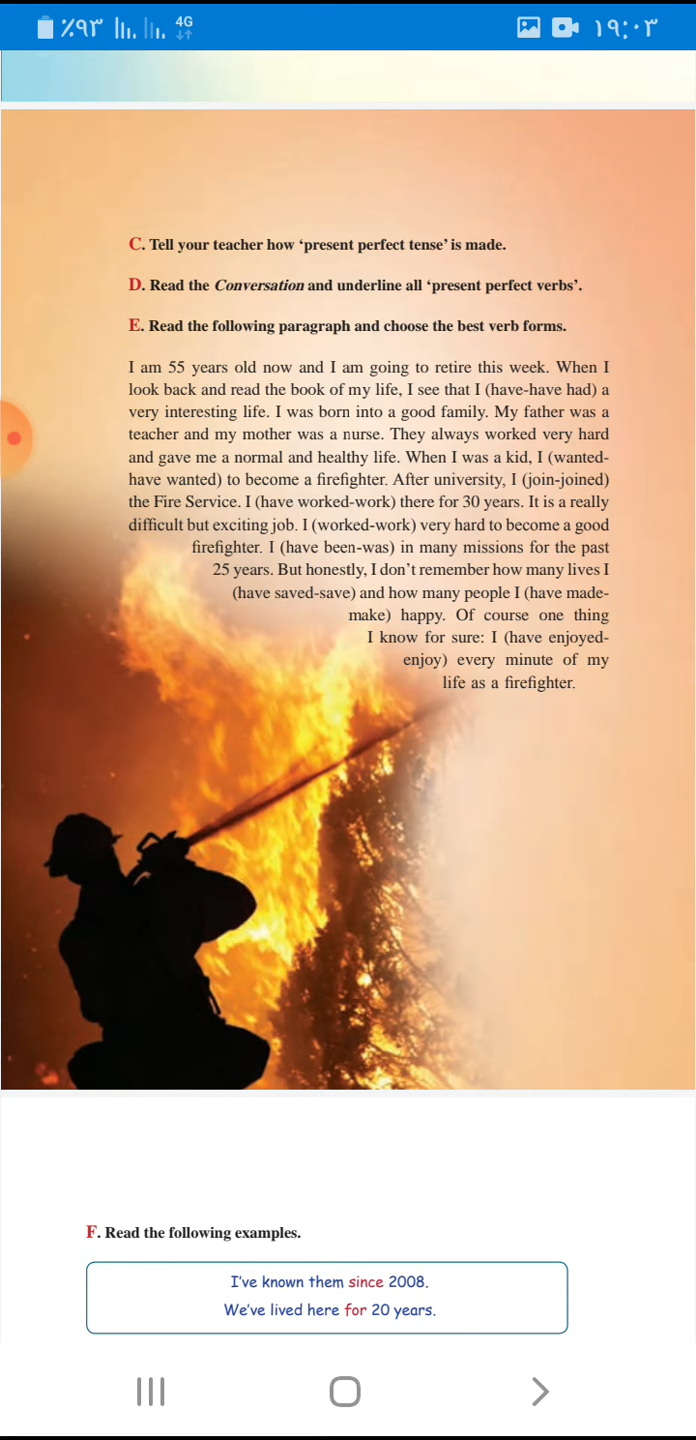 ٪۹۳ 4G ۱۹:۰۳
C. Tell your teacher how ‘present perfect tense’ is made.
D. Read the Conversation and underline all ‘present perfect verbs’.
E. Read the following paragraph and choose the best verb forms.
I am 55 years old now and I am going to retire this week. When I
look back and read the book of my life, I see that I (have-have had) a
very interesting life. I was born into a good family. My father was a
teacher and my mother was a nurse. They always worked very hard
and gave me a normal and healthy life. When I was a kid, I (wanted-
have wanted) to become a firefighter. After university, I (join-joined)
the Fire Service. I (have worked-work) there for 30 years. It is a really
difficult but exciting job. I (worked-work) very hard to become a good
firefighter. I (have been-was) in many missions for the past
25 years. But honestly, I don’t remember how many lives I
(have saved-save) and how many people I (have made-
make) happy. Of course one thing
I know for sure: I (have enjoyed-
enjoy) every minute of my
life as a firefighter.
F. Read the following examples.
I’ve known them since 2008.
We’ve lived here for 20 years.